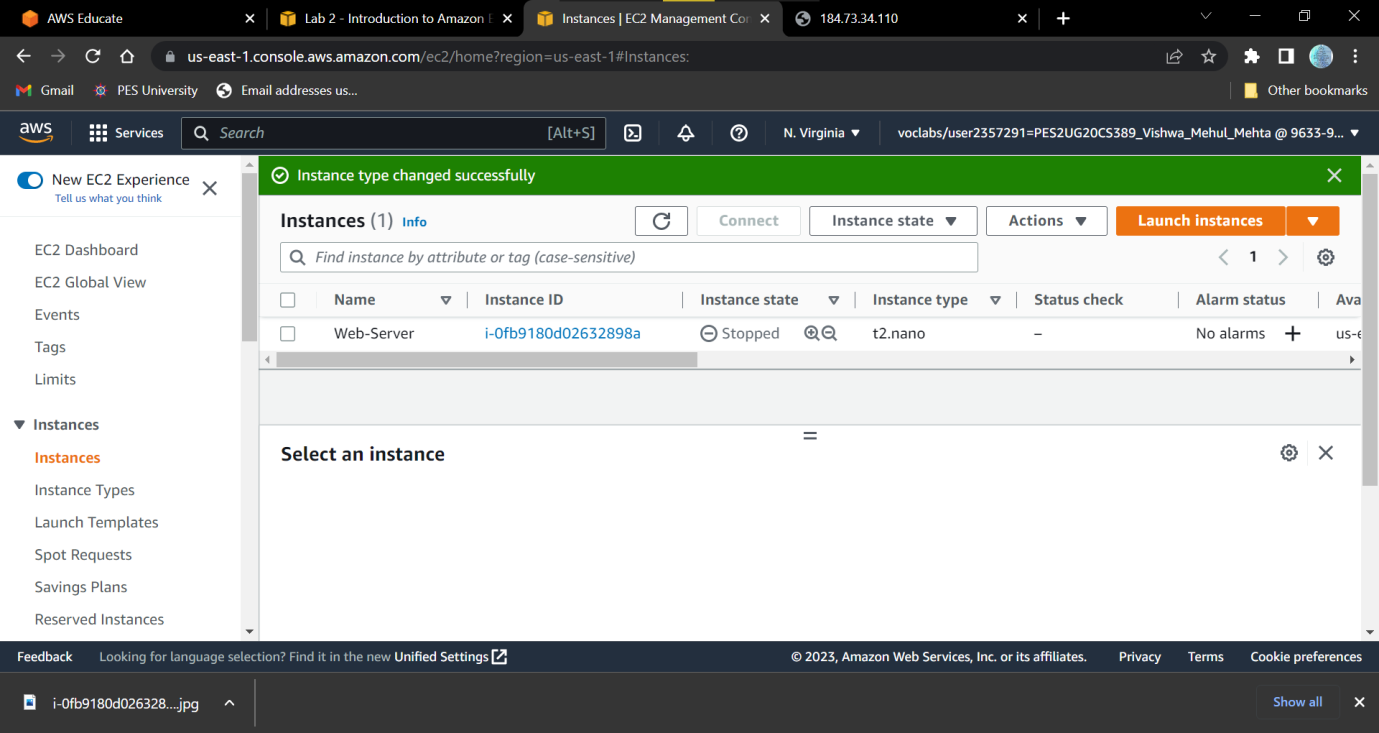 AWS Educate
Lab 2 - Introduction to Amazon E
Instances | EC2 Management Con
184.73.34.110
us-east-1.console.aws.amazon.com/ec2/home?region=us-east-1#Instances:
Gmail
PES University
Email addresses us...
Other bookmarks
aws
Services
Search
[Alt+S]
N. Virginia
voclabs/user2357291=PES2UG20CS389_Vishwa_Mehul_Mehta @ 9633-9...
New EC2 Experience
Tell us what you think
EC2 Dashboard
EC2 Global View
Events
Tags
Limits
Instances
Instances
Instance Types
Launch Templates
Spot Requests
Savings Plans
Reserved Instances
Instance type changed successfully
Instances (1) Info
Connect
Instance state
Actions
Launch instances
Find instance by attribute or tag (case-sensitive)
1
Name Instance ID Instance state Instance type Status check Alarm status Ava
Web-Server i-0fb9180d02632898a Stopped t2.nano – No alarms + us-e
Select an instance
Feedback
Looking for language selection? Find it in the new Unified Settings
© 2023, Amazon Web Services, Inc. or its affiliates.
Privacy
Terms
Cookie preferences
i-0fb9180d026328....jpg
Show all